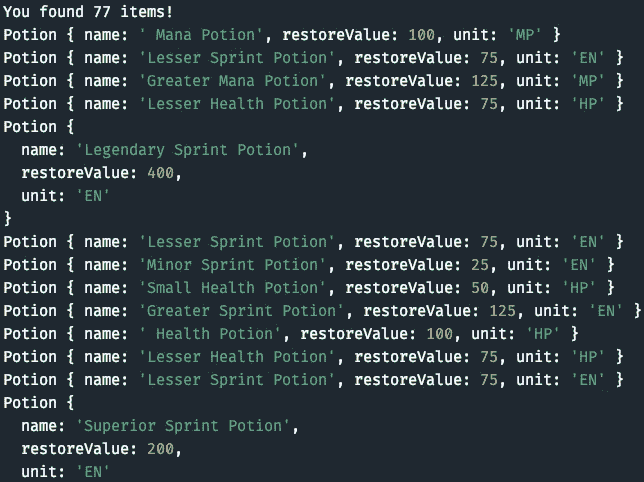 You found 77 items!
Potion { name: ' Mana Potion', restoreValue: 100, unit: 'MP' }
Potion { name: 'Lesser Sprint Potion', restoreValue: 75, unit: 'EN' }
Potion { name: 'Greater Mana Potion', restoreValue: 125, unit: 'MP' }
Potion { name: 'Lesser Health Potion', restoreValue: 75, unit: 'HP' }
Potion {
  name: 'Legendary Sprint Potion',
  restoreValue: 400,
  unit: 'EN'
}
Potion { name: 'Lesser Sprint Potion', restoreValue: 75, unit: 'EN' }
Potion { name: 'Minor Sprint Potion', restoreValue: 25, unit: 'EN' }
Potion { name: 'Small Health Potion', restoreValue: 50, unit: 'HP' }
Potion { name: 'Greater Sprint Potion', restoreValue: 125, unit: 'EN' }
Potion { name: ' Health Potion', restoreValue: 100, unit: 'HP' }
Potion { name: 'Lesser Health Potion', restoreValue: 75, unit: 'HP' }
Potion { name: 'Lesser Sprint Potion', restoreValue: 75, unit: 'EN' }
Potion {
  name: 'Superior Sprint Potion',
  restoreValue: 200,
  unit: 'EN'